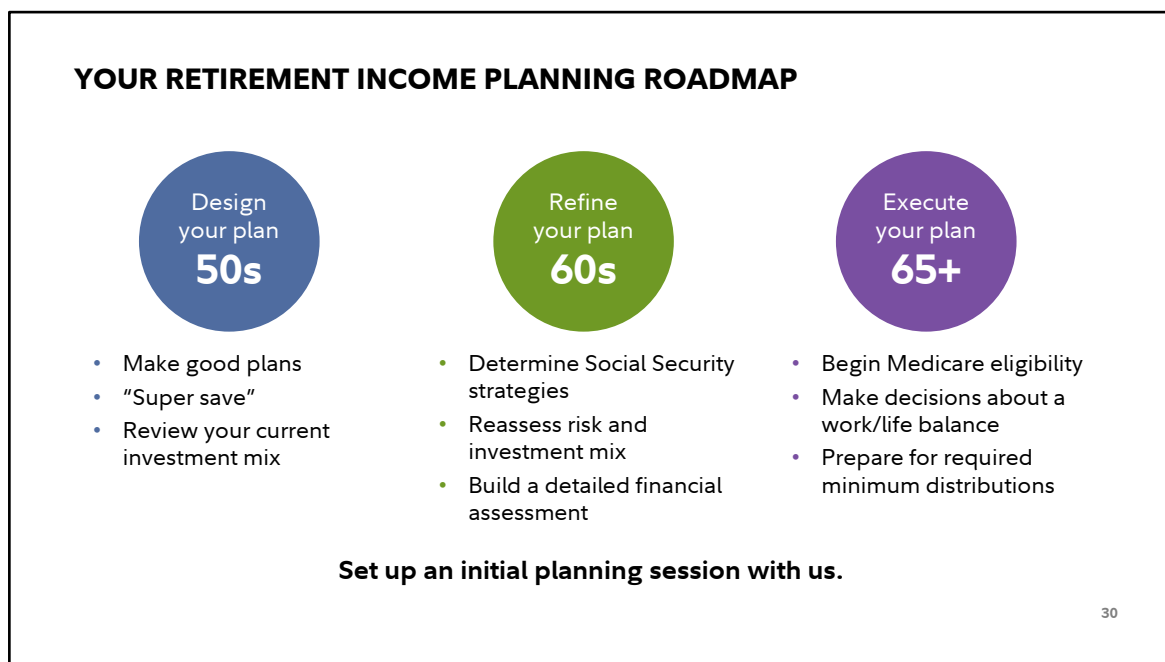 YOUR RETIREMENT INCOME PLANNING ROADMAP
Design
your plan
50s
• Make good plans
• “Super save”
• Review your current
investment mix
Refine
your plan
60s
• Determine Social Security
strategies
• Reassess risk and
investment mix
• Build a detailed financial
assessment
Execute
your plan
65+
• Begin Medicare eligibility
• Make decisions about a
work/life balance
• Prepare for required
minimum distributions
Set up an initial planning session with us.
30